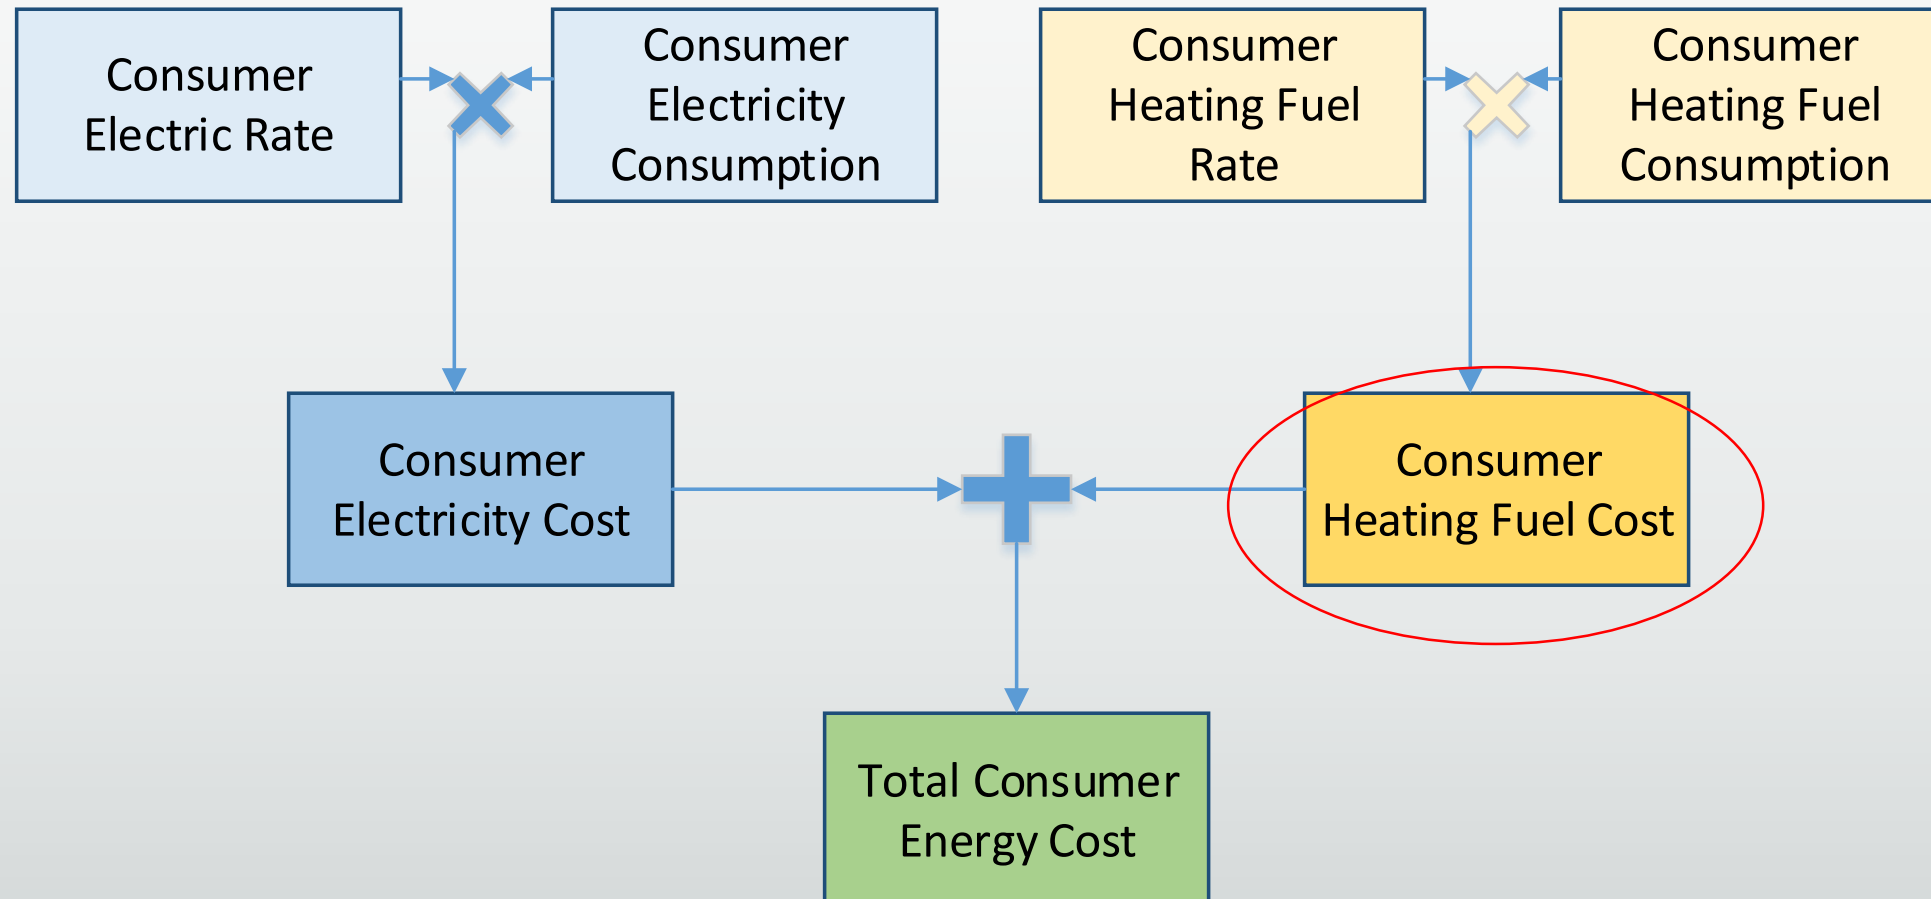 Consumer
Electric Rate
Consumer
Electricity
Consumption
Consumer
Heating Fuel
Rate
Consumer
Heating Fuel
Consumption
Consumer
Electricity Cost
Consumer
Heating Fuel Cost
Total Consumer
Energy Cost